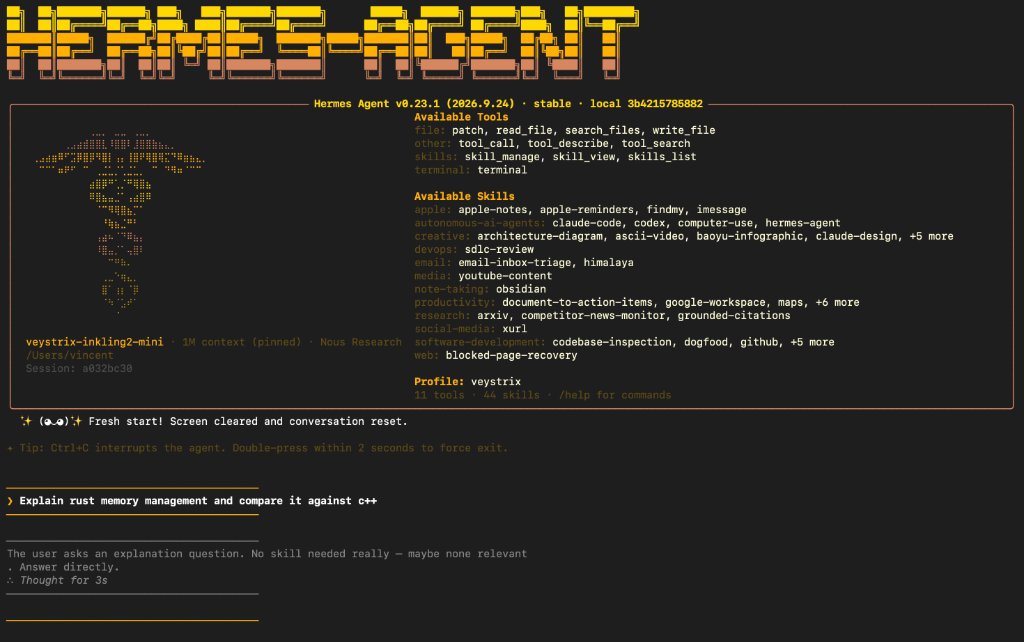 HERMES-AGENT
Hermes Agent v0.23.1 (2026.9.24) · stable · local 3b4215785882
Available Tools
file: patch, read_file, search_files, write_file
other: tool_call, tool_describe, tool_search
skills: skill_manage, skill_view, skills_list
terminal: terminal
Available Skills
apple: apple-notes, apple-reminders, findmy, imessage
autonomous-ai-agents: claude-code, codex, computer-use, hermes-agent
creative: architecture-diagram, ascii-video, baoyu-infographic, claude-design, +5 more
devops: sdlc-review
email: email-inbox-triage, himalaya
media: youtube-content
note-taking: obsidian
productivity: document-to-action-items, google-workspace, maps, +6 more
research: arxiv, competitor-news-monitor, grounded-citations
social-media: xurl
software-development: codebase-inspection, dogfood, github, +5 more
web: blocked-page-recovery
Profile: veystrix
11 tools · 44 skills · /help for commands
veystrix-inkling2-mini · 1M context (pinned) · Nous Research
/Users/vincent
Session: a032bc30
✨ (◕‿◕)✨ Fresh start! Screen cleared and conversation reset.
✦ Tip: Ctrl+C interrupts the agent. Double-press within 2 seconds to force exit.
❯ Explain rust memory management and compare it against c++
The user asks an explanation question. No skill needed really — maybe none relevant
. Answer directly.
∴ Thought for 3s